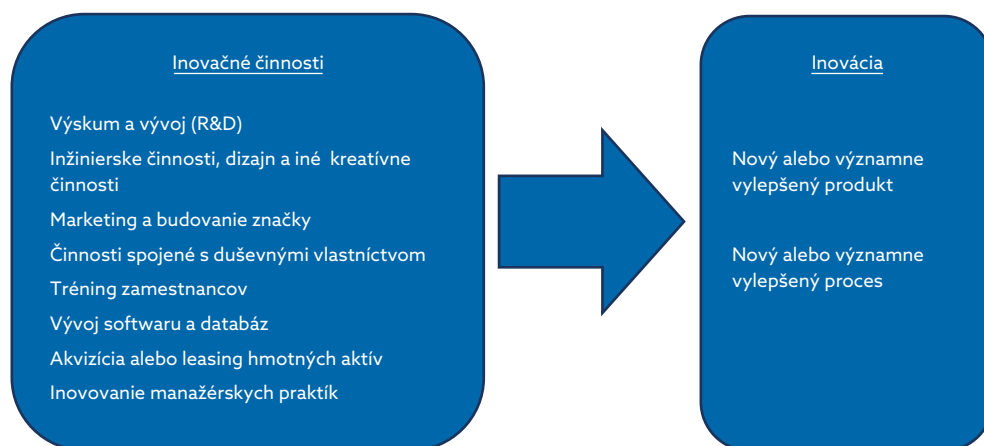 Inovačné činnosti
Výskum a vývoj (R&D)
Inžinierske činnosti, dizajn a iné kreatívne
činnosti
Marketing a budovanie značky
Činnosti spojené s duševnými vlastníctvom
Tréning zamestnancov
Vývoj softwaru a databáz
Akvizícia alebo leasing hmotných aktív
Inovovanie manažérskych praktík
Inovácia
Nový alebo významne
vylepšený produkt
Nový alebo významne
vylepšený proces